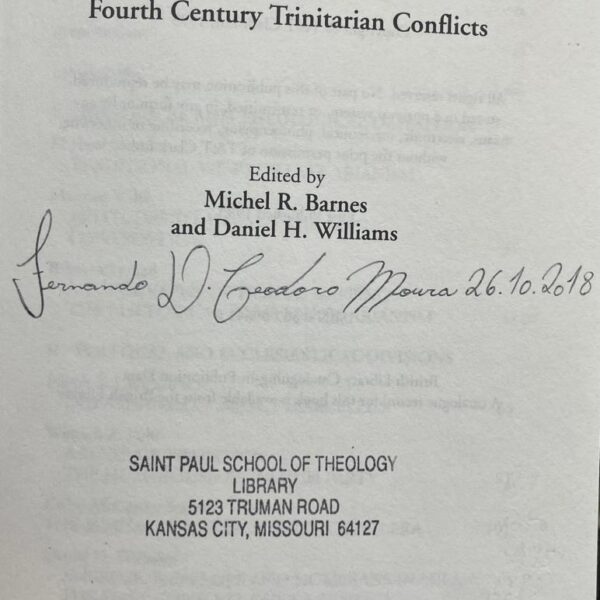 Fourth Century Trinitarian Conflicts
Edited by
Michel R. Barnes
and Daniel H. Williams
Fernando D. Teodoro Moura 26.10.2018
SAINT PAUL SCHOOL OF THEOLOGY
LIBRARY
5123 TRUMAN ROAD
KANSAS CITY, MISSOURI 64127